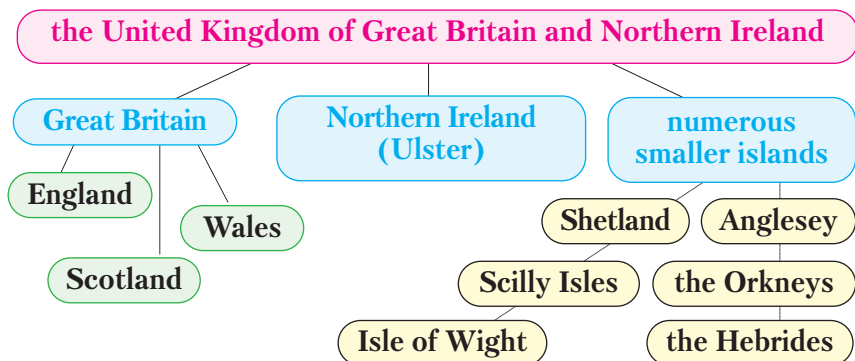 the United Kingdom of Great Britain and Northern Ireland
Great Britain
Northern Ireland
(Ulster)
numerous
smaller islands
England
Wales
Scotland
Shetland
Anglesey
Scilly Isles
the Orkneys
Isle of Wight
the Hebrides